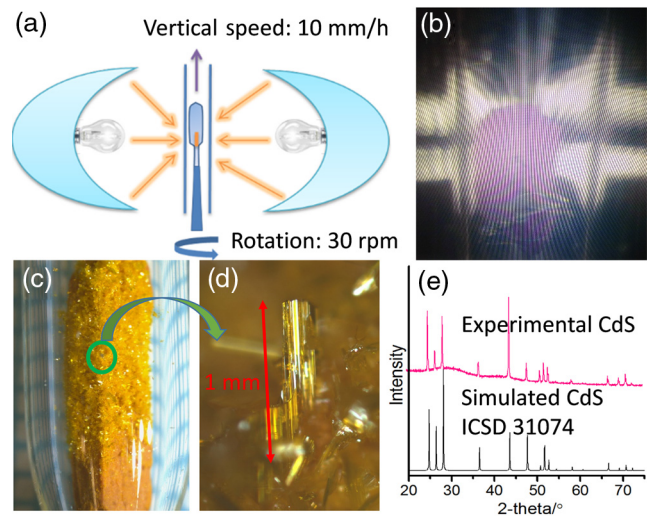 (a)
Vertical speed: 10 mm/h
Rotation: 30 rpm
(b)
(c)
(d)
1 mm
(e)
Experimental CdS
Simulated CdS
ICSD 31074
Intensity
20 30 40 50 60 70
2-theta/°